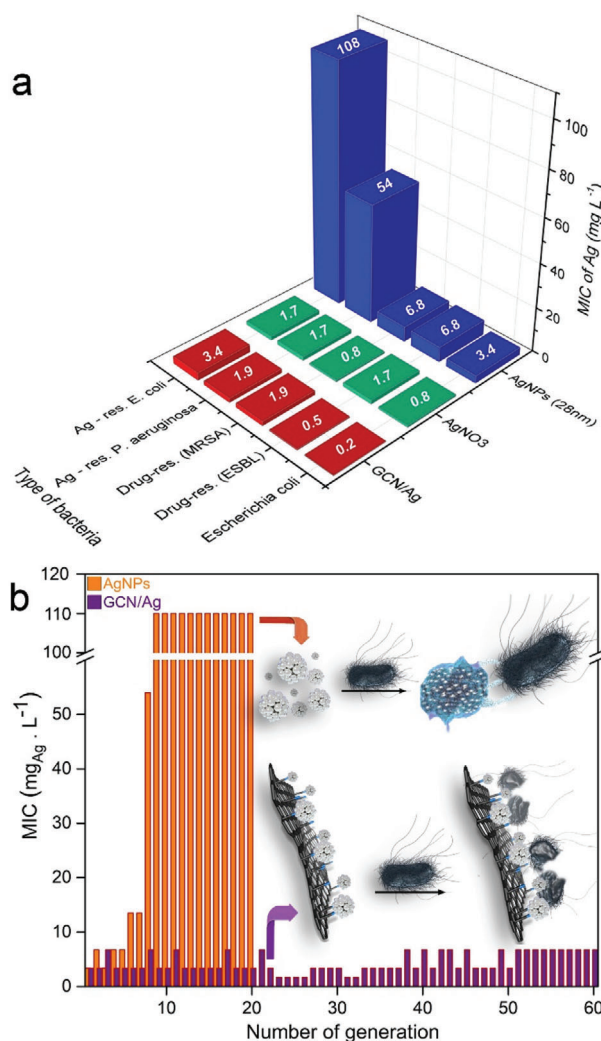 a
108
54
6.8
6.8
3.4
1.7
1.7
0.8
1.7
0.8
3.4
1.9
1.9
0.5
0.2
100
80
60
40
20
0
MIC of Ag (mg L⁻¹)
AgNPs (28nm)
AgNO3
GCN/Ag
Ag - res. E. coli
Ag - res. P. aeruginosa
Drug-res. (MRSA)
Drug-res. (ESBL)
Escherichia coli
Type of bacteria
b
AgNPs
GCN/Ag
120
110
100
50
40
30
20
10
0
MIC (mgAg . L⁻¹)
10 20 30 40 50 60
Number of generation